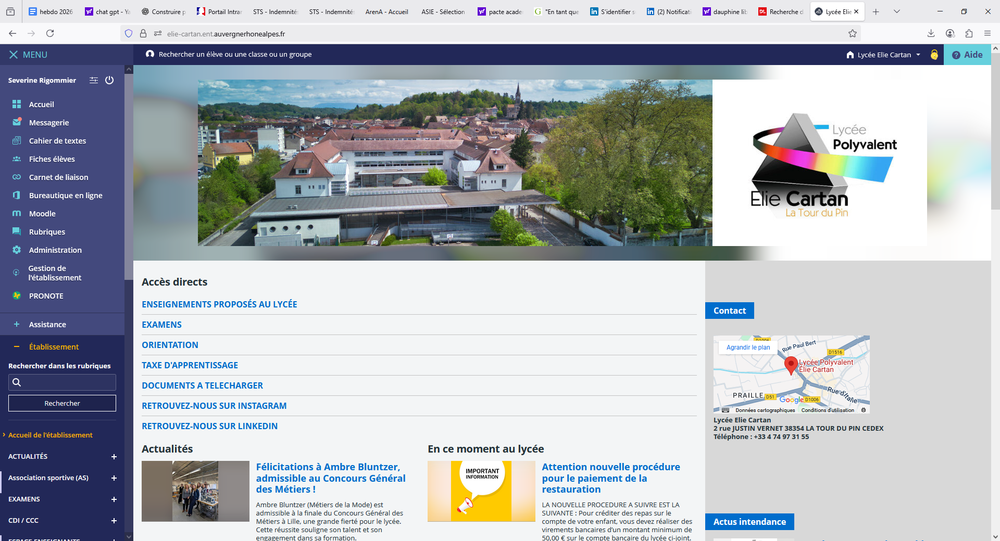 hebdo 2026
chat gpt - Ya
Construire p
Portail Intran
STS - Indemnité
STS - Indemnité
ArenA - Accueil
ASIE - Sélection
pacte acade
"En tant que
S'identifier s
(2) Notificati
dauphine lib
Recherche d
Lycée Elie
elie-cartan.ent.auvergnerhonealpes.fr
MENU
Rechercher un élève ou une classe ou un groupe
Lycée Elie Cartan
Aide
Severine Rigommier
Accueil
Messagerie
Cahier de textes
Fiches élèves
Carnet de liaison
Bureautique en ligne
Moodle
Rubriques
Administration
Gestion de
l'établissement
PRONOTE
Assistance
Établissement
Rechercher dans les rubriques
Rechercher
Accueil de l'établissement
ACTUALITÉS
Association sportive (AS)
EXAMENS
CDI / CCC
ESPACE ENSEIGNANTS
Lycée
Polyvalent
Elie Cartan
La Tour du Pin
Accès directs
ENSEIGNEMENTS PROPOSÉS AU LYCÉE
EXAMENS
ORIENTATION
TAXE D'APPRENTISSAGE
DOCUMENTS A TELECHARGER
RETROUVEZ-NOUS SUR INSTAGRAM
RETROUVEZ-NOUS SUR LINKEDIN
Actualités
Félicitations à Ambre Bluntzer,
admissible au Concours Général
des Métiers !
Ambre Bluntzer (Métiers de la Mode) est
admissible à la finale du Concours Général des
Métiers à Lille, une grande fierté pour le lycée.
Cette réussite souligne son talent et son
engagement dans sa formation.
En ce moment au lycée
IMPORTANT
INFORMATION
Attention nouvelle procédure
pour le paiement de la
restauration
LA NOUVELLE PROCEDURE A SUIVRE EST LA
SUIVANTE : Pour créditer des repas sur le
compte de votre enfant, vous devez réaliser des
virements bancaires d'un montant minimum de
50,00 € sur le compte bancaire du lycée ci-joint.
Contact
Agrandir le plan
D1006
Rue Paul Bert
D1516
Lycée Polyvalent
Élie Cartan
Rue d'Italie
PRAILLE
D51
Google
D1006
Données cartographiques
Conditions d'utilisation
Lycée Elie Cartan
2 rue JUSTIN VERNET 38354 LA TOUR DU PIN CEDEX
Téléphone : +33 4 74 97 31 55
Actus intendance